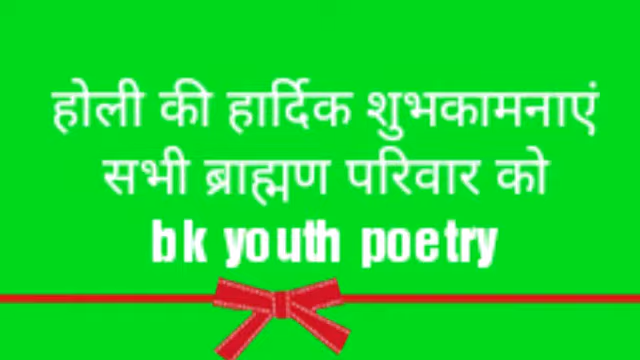 होली की हार्दिक शुभकामनाएं
सभी ब्राह्मण परिवार को
bk youth poetry